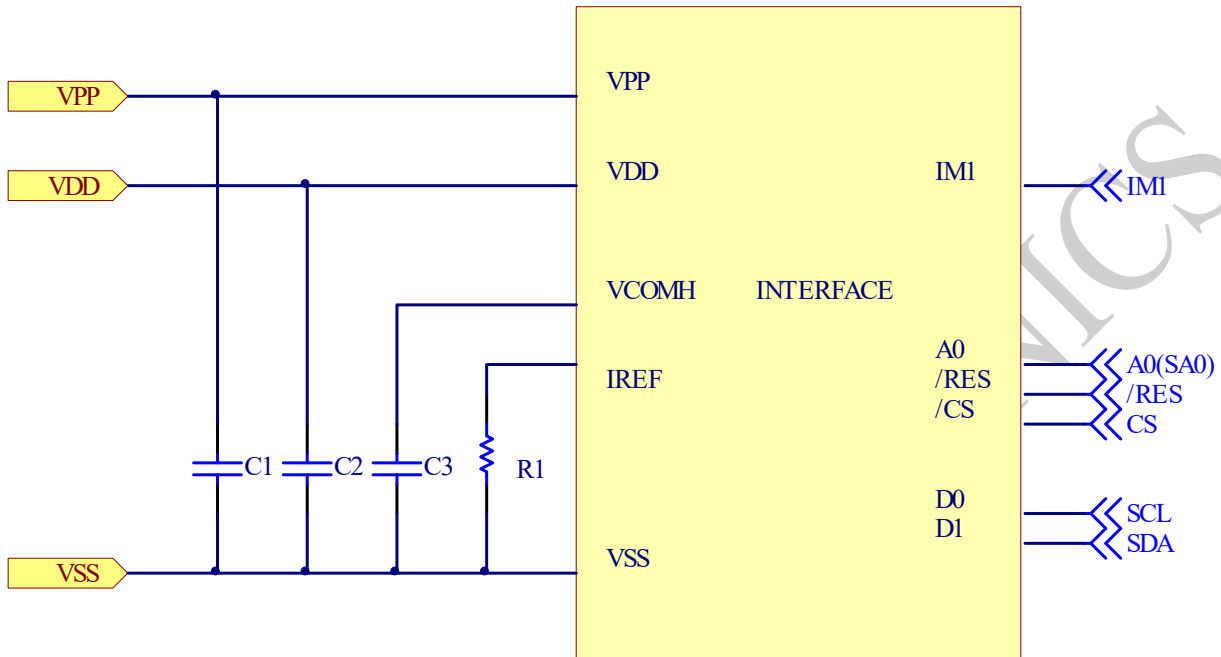 VPP
VPP
VDD
VDD
IM1
IM1
VCOMH
INTERFACE
IREF
A0
/RES
/CS
A0(SA0)
/RES
CS
C1
C2
C3
R1
D0
D1
SCL
SDA
VSS
VSS